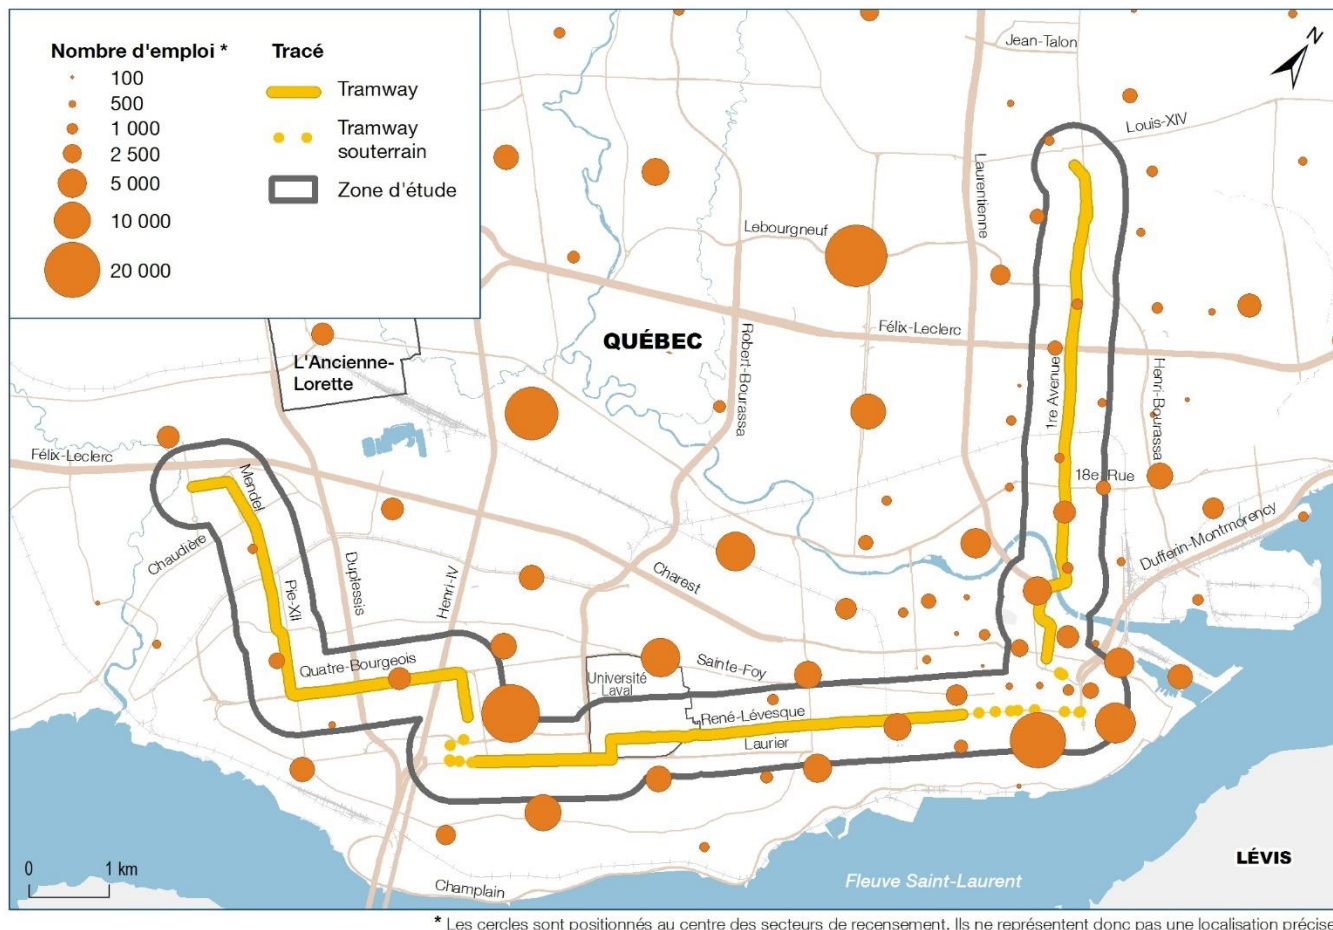 Nombre d'emploi *
100
500
1 000
2 500
5 000
10 000
20 000
Tracé
Tramway
Tramway
souterrain
Zone d'étude
N
Jean-Talon
Louis-XIV
Laurentienne
Lebourgneuf
QUÉBEC
Félix-Leclerc
Robert-Bourassa
1re Avenue
Henri-Bourassa
L'Ancienne-
Lorette
Félix-Leclerc
Mendel
Chaudière
Pie-XII
Duplessis
Henri-IV
Charest
18e Rue
Dufferin-Montmorency
Quatre-Bourgeois
Université
Laval
Sainte-Foy
René-Lévesque
Laurier
0 1 km
Champlain
Fleuve Saint-Laurent
LÉVIS
* Les cercles sont positionnés au centre des secteurs de recensement. Ils ne représentent donc pas une localisation précise